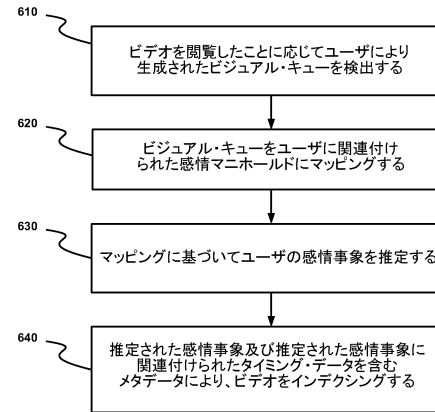 610
ビデオを閲覧したことに応じてユーザにより
生成されたビジュアル・キューを検出する
620
ビジュアル・キューをユーザに関連付け
られた感情マニホールドにマッピングする
630
マッピングに基づいてユーザの感情事象を推定する
640
推定された感情事象及び推定された感情事象に
関連付けられたタイミング・データを含む
メタデータにより、ビデオをインデクシングする